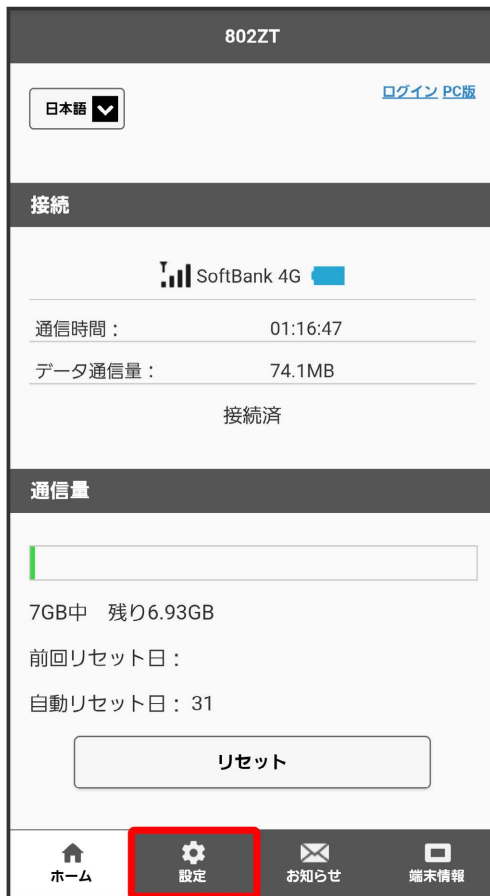 802ZT
日本語
ログイン PC版
接続
SoftBank 4G
通信時間： 01:16:47
データ通信量： 74.1MB
接続済
通信量
7GB中 残り6.93GB
前回リセット日：
自動リセット日：31
リセット
ホーム 設定 お知らせ 端末情報